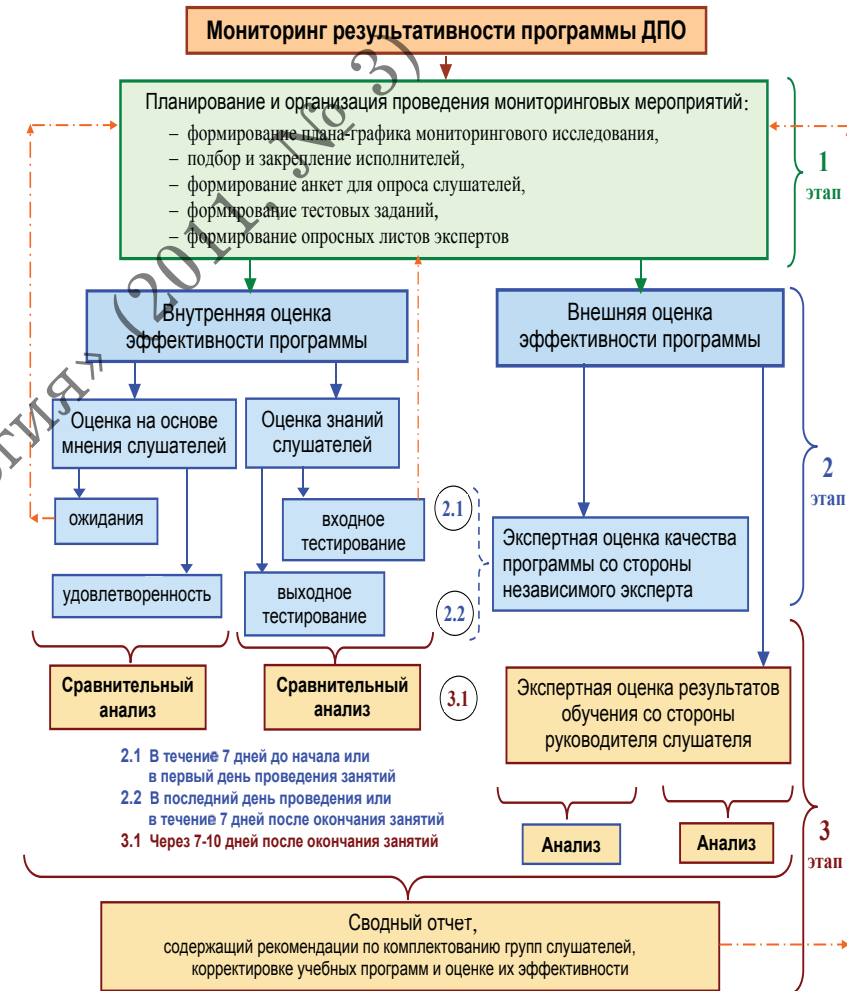 Мониторинг результативности программы ДПО
Планирование и организация проведения мониторинговых мероприятий:
– формирование плана-графика мониторингового исследования,
– подбор и закрепление исполнителей,
– формирование анкет для опроса слушателей,
– формирование тестовых заданий,
– формирование опросных листов экспертов
1
этап
Внутренняя оценка
эффективности программы
Внешняя оценка
эффективности программы
Оценка на основе
мнения слушателей
Оценка знаний
слушателей
2
этап
ожидания
входное
тестирование
2.1
Экспертная оценка качества
программы со стороны
независимого эксперта
удовлетворенность
выходное
тестирование
2.2
Сравнительный
анализ
Сравнительный
анализ
3.1
Экспертная оценка результатов
обучения со стороны
руководителя слушателя
2.1 В течение 7 дней до начала или
в первый день проведения занятий
2.2 В последний день проведения или
в течение 7 дней после окончания занятий
3.1 Через 7-10 дней после окончания занятий
Анализ
Анализ
3
этап
Сводный отчет,
содержащий рекомендации по комплектованию групп слушателей,
корректировке учебных программ и оценке их эффективности
» (2011, № 3)